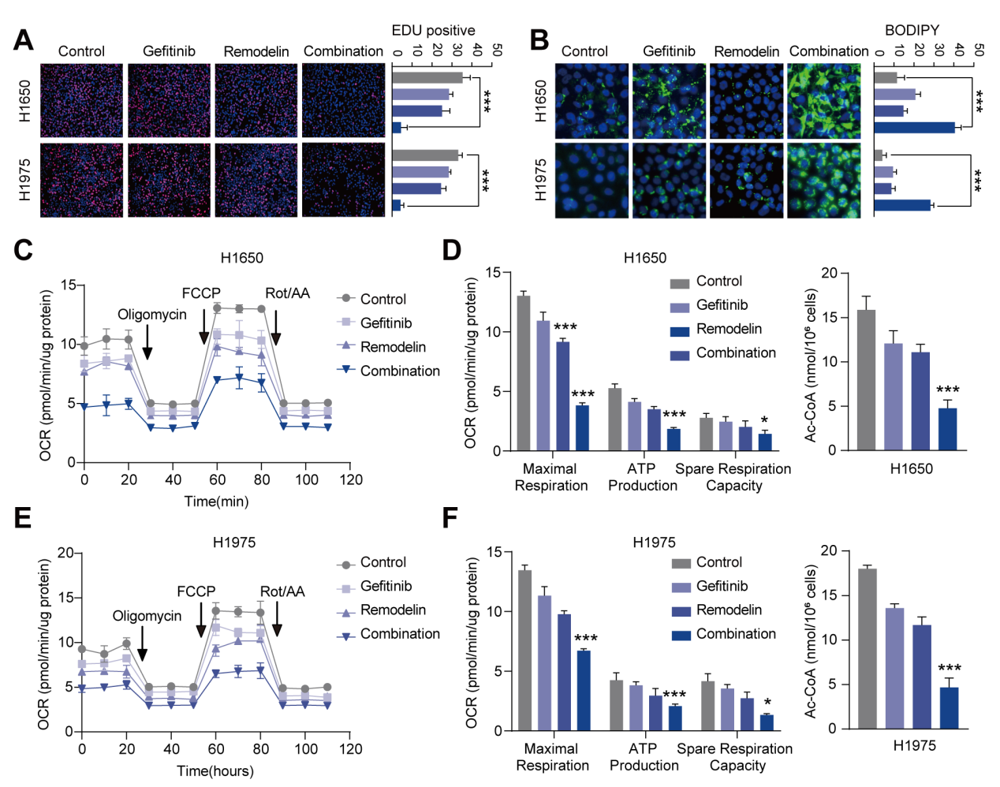 A
EDU positive
Control Gefitinib Remodelin Combination
0 10 20 30 40 50
H1650
***
H1975
***
B
BODIPY
Control Gefitinib Remodelin Combination
0 10 20 30 40 50
H1650
***
H1975
***
C
H1650
OCR (pmol/min/ug protein)
15
10
5
0
Oligomycin
FCCP
Rot/AA
Control
Gefitinib
Remodelin
Combination
0 20 40 60 80 100 120
Time(min)
D
H1650
OCR (pmol/min/ug protein)
15
10
5
0
Control
Gefitinib
Remodelin
Combination
***
***
***
*
Maximal
Respiration
ATP
Production
Spare Respiration
Capacity
Ac-CoA (nmol/10⁶ cells)
20
15
10
5
0
***
H1650
E
H1975
OCR (pmol/min/ug protein)
20
15
10
5
0
Oligomycin
FCCP
Rot/AA
Control
Gefitinib
Remodelin
Combination
0 20 40 60 80 100 120
Time(hours)
F
H1975
OCR (pmol/min/ug protein)
15
10
5
0
Control
Gefitinib
Remodelin
Combination
***
***
*
Maximal
Respiration
ATP
Production
Spare Respiration
Capacity
Ac-CoA (nmol/10⁶ cells)
20
15
10
5
0
***
H1975